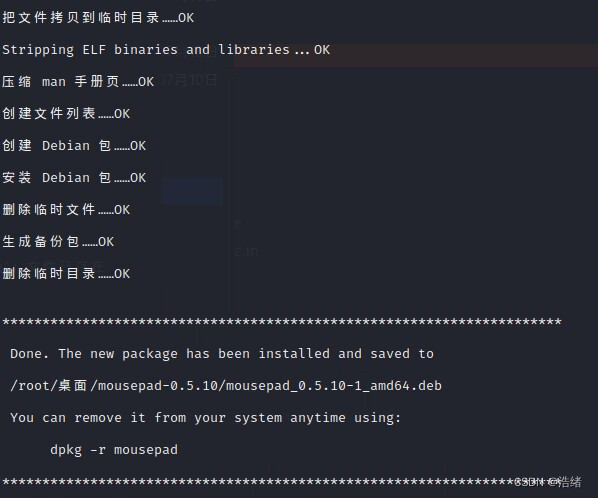 把文件拷贝到临时目录……OK
Stripping ELF binaries and libraries...OK
压缩 man 手册页……OK
创建文件列表……OK
创建 Debian 包……OK
安装 Debian 包……OK
删除临时文件……OK
生成备份包……OK
删除临时目录……OK
**********************************************************************
Done. The new package has been installed and saved to
/root/桌面/mousepad-0.5.10/mousepad_0.5.10-1_amd64.deb
You can remove it from your system anytime using:
dpkg -r mousepad
**********************************************************************
CSDN @浩绪